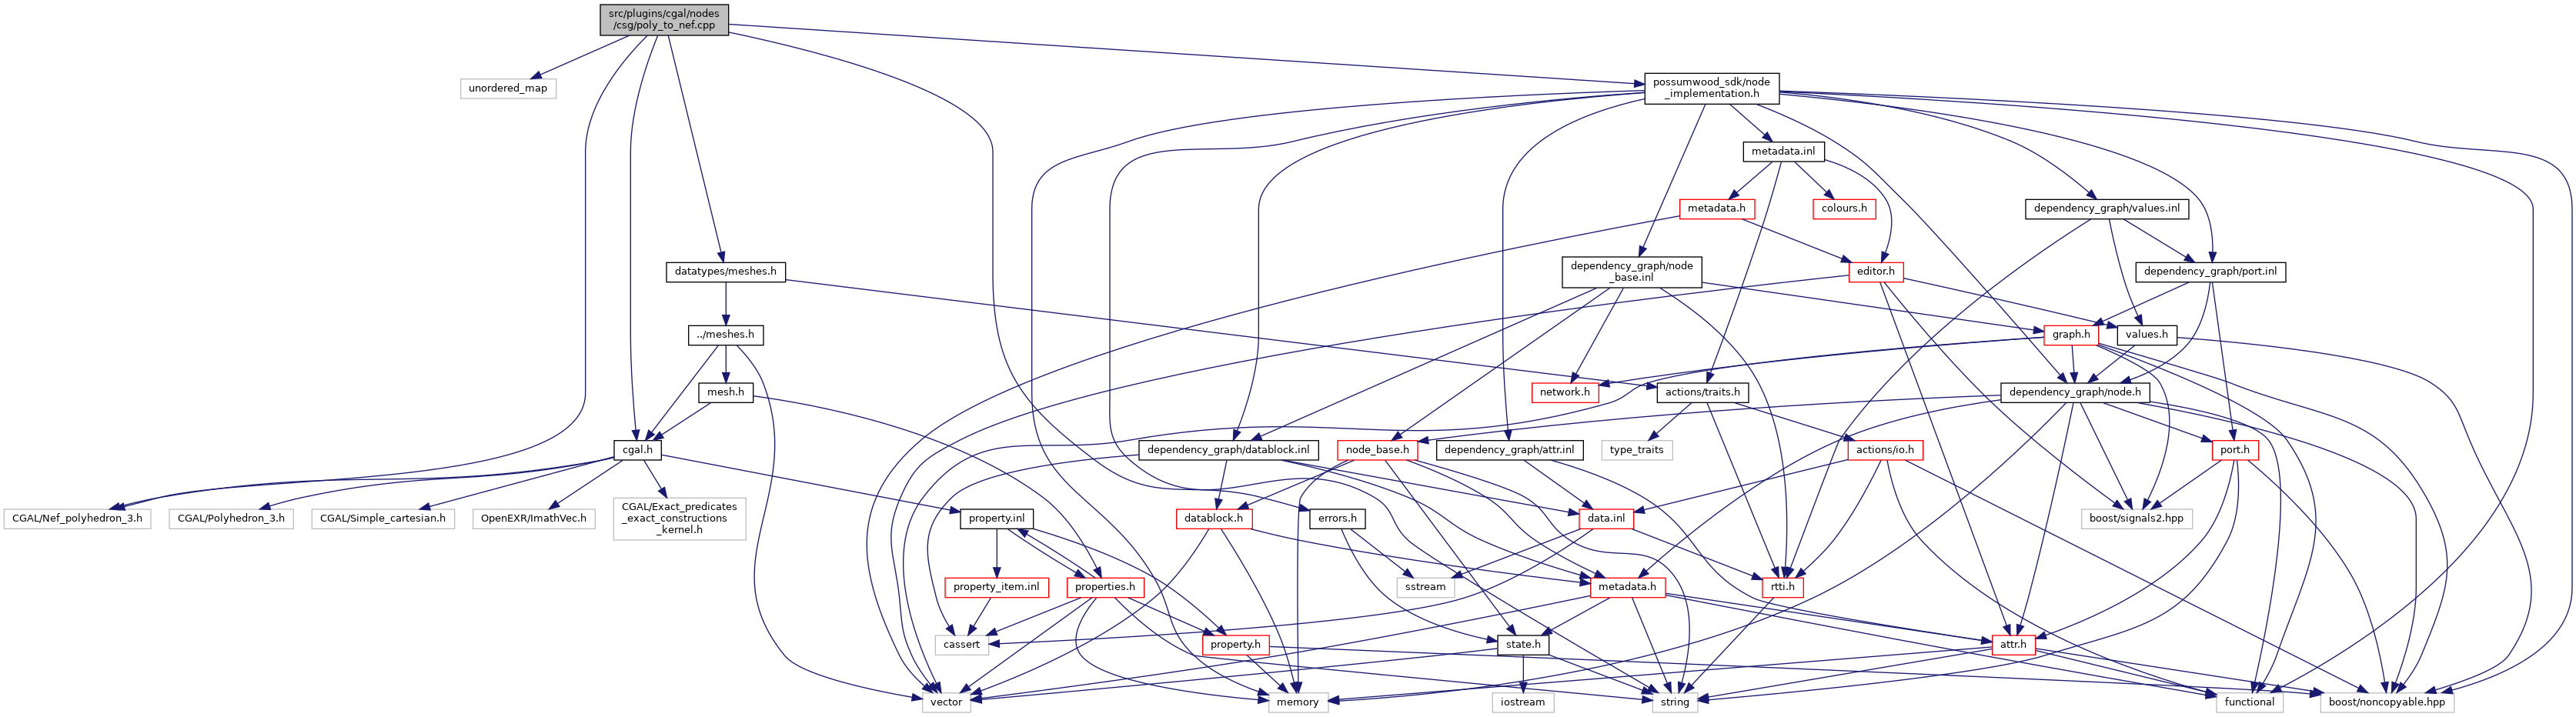 src/plugins/cgal/nodes
/csg/poly_to_nef.cpp
unordered_map
possumwood_sdk/node
_implementation.h
metadata.inl
metadata.h
colours.h
dependency_graph/values.inl
datatypes/meshes.h
dependency_graph/node
_base.inl
editor.h
dependency_graph/port.inl
../meshes.h
graph.h
values.h
mesh.h
network.h
actions/traits.h
dependency_graph/node.h
cgal.h
dependency_graph/datablock.inl
node_base.h
dependency_graph/attr.inl
type_traits
actions/io.h
port.h
CGAL/Nef_polyhedron_3.h
CGAL/Polyhedron_3.h
CGAL/Simple_cartesian.h
OpenEXR/ImathVec.h
CGAL/Exact_predicates
_exact_constructions
_kernel.h
property.inl
datablock.h
errors.h
data.inl
boost/signals2.hpp
property_item.inl
properties.h
sstream
metadata.h
rtti.h
cassert
property.h
state.h
attr.h
vector
memory
iostream
string
functional
boost/noncopyable.hpp